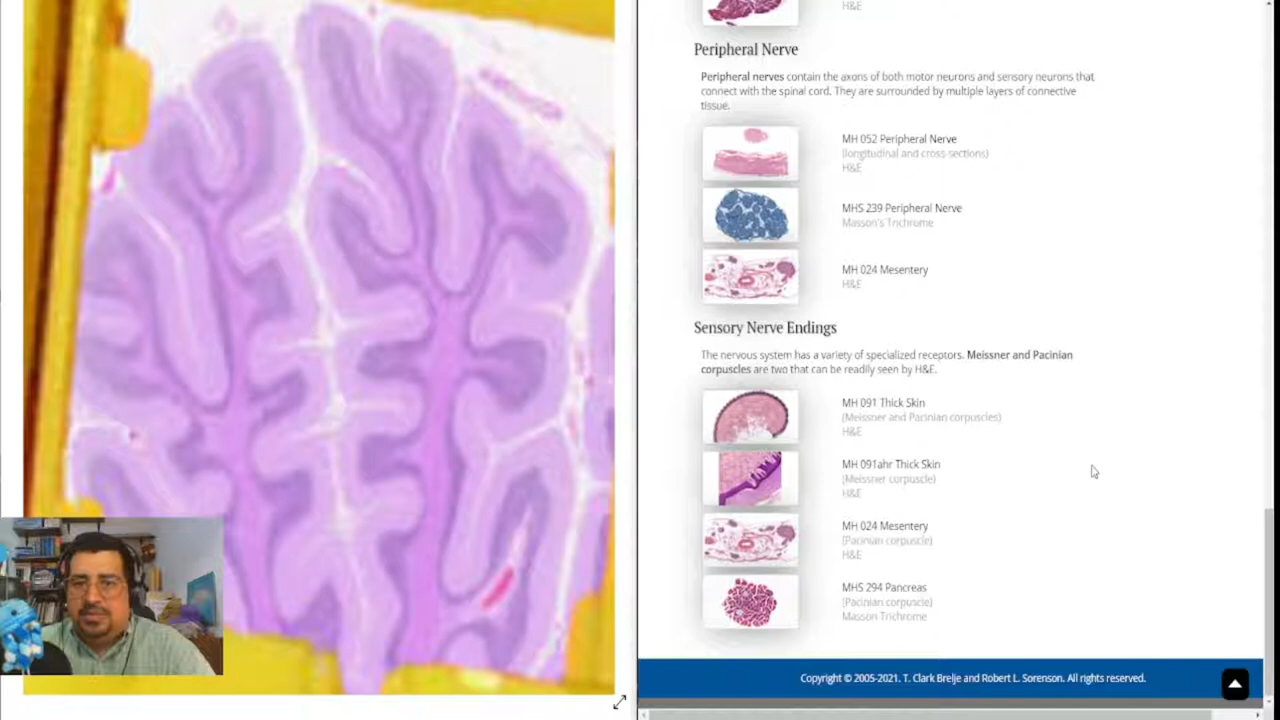 H&E
Peripheral Nerve
Peripheral nerves contain the axons of both motor neurons and sensory neurons that
connect with the spinal cord. They are surrounded by multiple layers of connective
tissue.
MH 052 Peripheral Nerve
(longitudinal and cross sections)
H&E
MHS 239 Peripheral Nerve
Masson's Trichrome
MH 024 Mesentery
H&E
Sensory Nerve Endings
The nervous system has a variety of specialized receptors. Meissner and Pacinian
corpuscles are two that can be readily seen by H&E.
MH 091 Thick Skin
(Meissner and Pacinian corpuscles)
H&E
MH 091ahr Thick Skin
(Meissner corpuscle)
H&E
MH 024 Mesentery
(Pacinian corpuscle)
H&E
MHS 294 Pancreas
(Pacinian corpuscle)
Masson Trichrome
Copyright © 2005-2021. T. Clark Brelje and Robert L. Sorenson. All rights reserved.